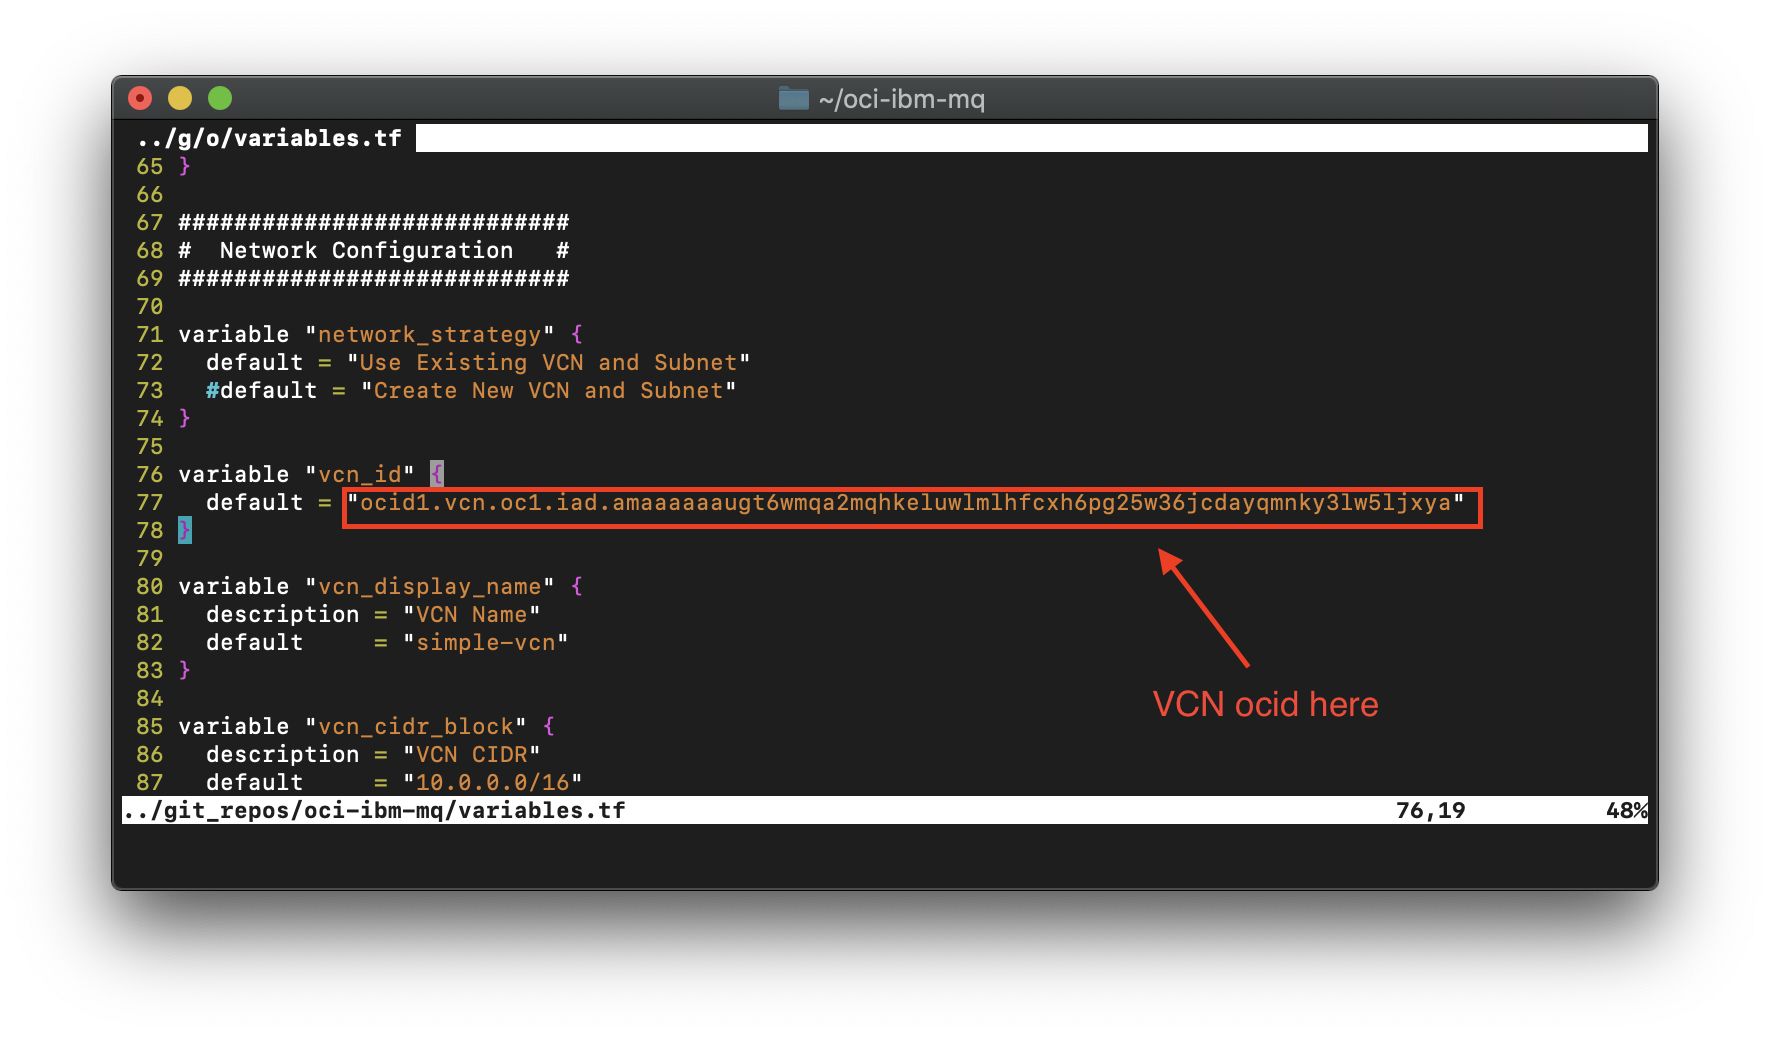 ~/oci-ibm-mq
../g/o/variables.tf
65 }
66
67 ############################
68 #  Network Configuration   #
69 ############################
70
71 variable "network_strategy" {
72   default = "Use Existing VCN and Subnet"
73   #default = "Create New VCN and Subnet"
74 }
75
76 variable "vcn_id" {
77   default = "ocid1.vcn.oc1.iad.amaaaaaaugt6wmqa2mqhkeluwlmlhfcxh6pg25w36jcdayqmnky3lw5ljxya"
78 }
79
80 variable "vcn_display_name" {
81   description = "VCN Name"
82   default     = "simple-vcn"
83 }
84
VCN ocid here
85 variable "vcn_cidr_block" {
86   description = "VCN CIDR"
87   default     = "10.0.0.0/16"
../git_repos/oci-ibm-mq/variables.tf 76,19 48%